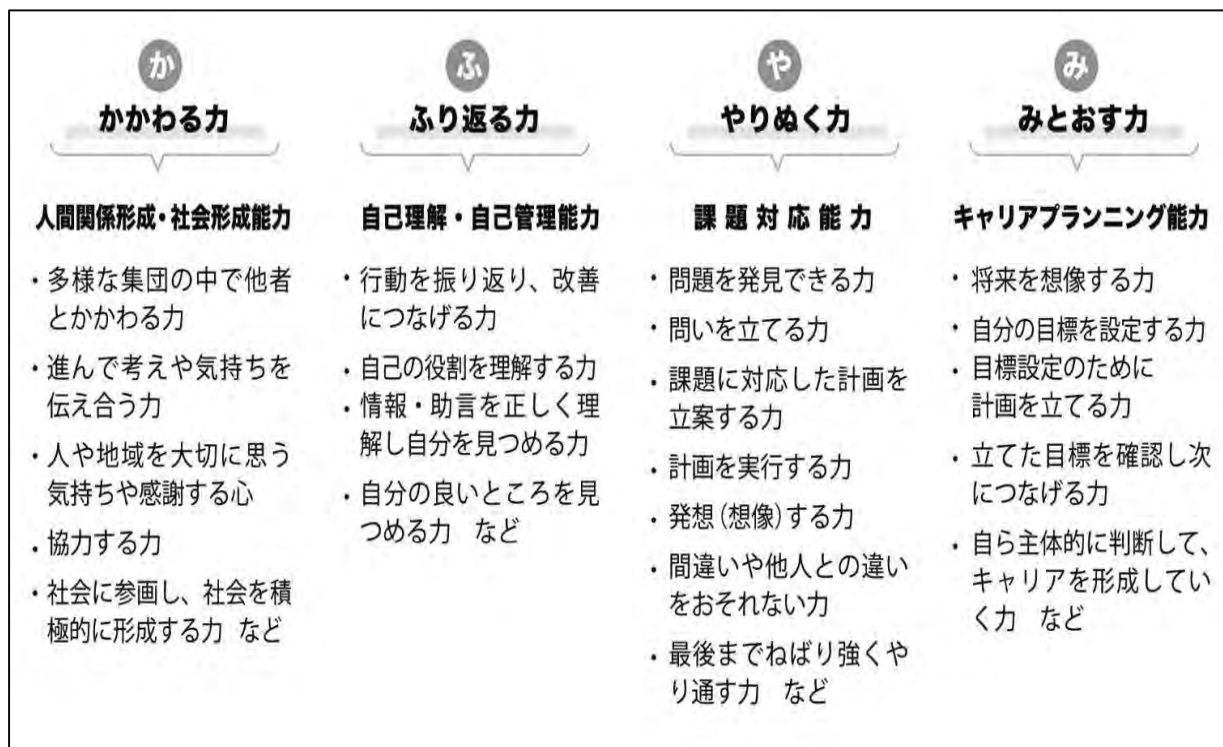 か
かかわる力
人間関係形成・社会形成能力
・多様な集団の中で他者
とかかわる力
・進んで考えや気持ちを
伝え合う力
・人や地域を大切に思う
気持ちや感謝する心
・協力する力
・社会に参画し、社会を積
極的に形成する力 など
ふ
ふり返る力
自己理解・自己管理能力
・行動を振り返り、改善
につなげる力
・自己の役割を理解する力
・情報・助言を正しく理
解し自分を見つめる力
・自分の良いところを見
つめる力 など
や
やりぬく力
課題対応能力
・問題を発見できる力
・問いを立てる力
・課題に対応した計画を
立案する力
・計画を実行する力
・発想(想像)する力
・間違いや他人との違い
をおそれない力
・最後までねばり強くや
り通す力 など
み
みとおす力
キャリアプランニング能力
・将来を想像する力
・自分の目標を設定する力
・目標設定のために
計画を立てる力
・立てた目標を確認し次
につなげる力
・自ら主体的に判断して、
キャリアを形成してい
く力 など